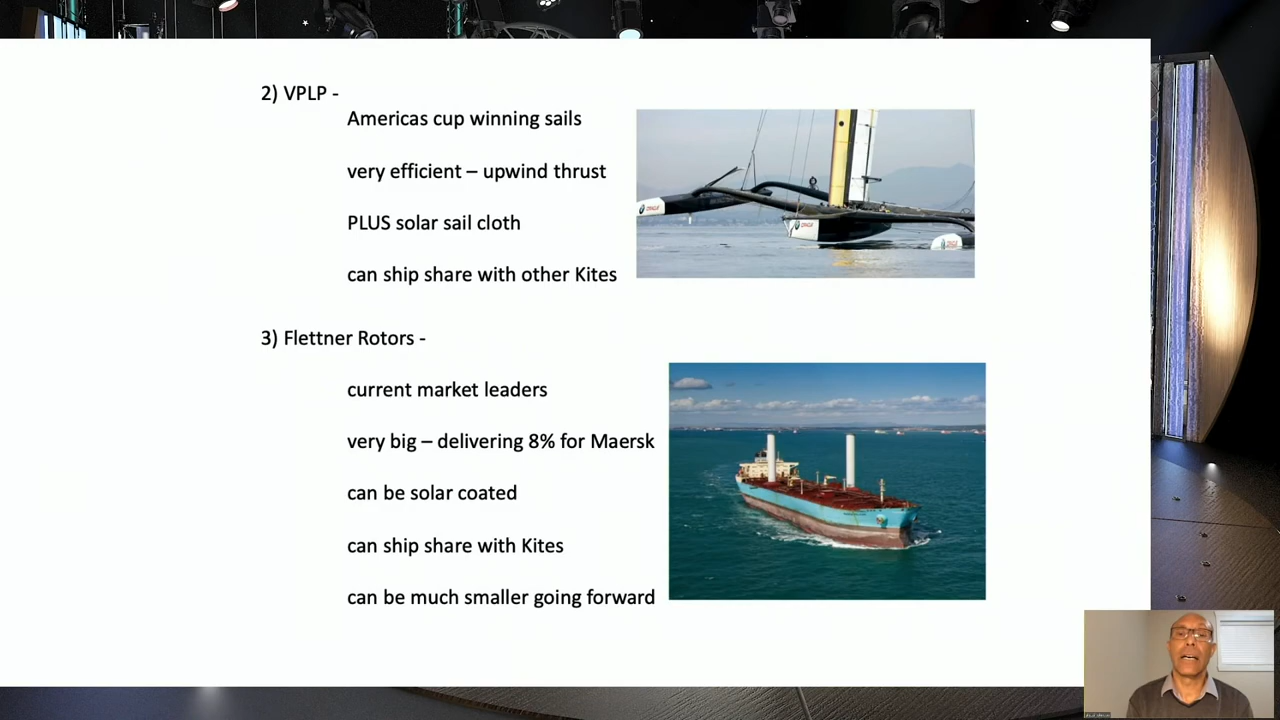 2) VPLP -
Americas cup winning sails
very efficient – upwind thrust
PLUS solar sail cloth
can ship share with other Kites
3) Flettner Rotors -
current market leaders
very big – delivering 8% for Maersk
can be solar coated
can ship share with Kites
can be much smaller going forward